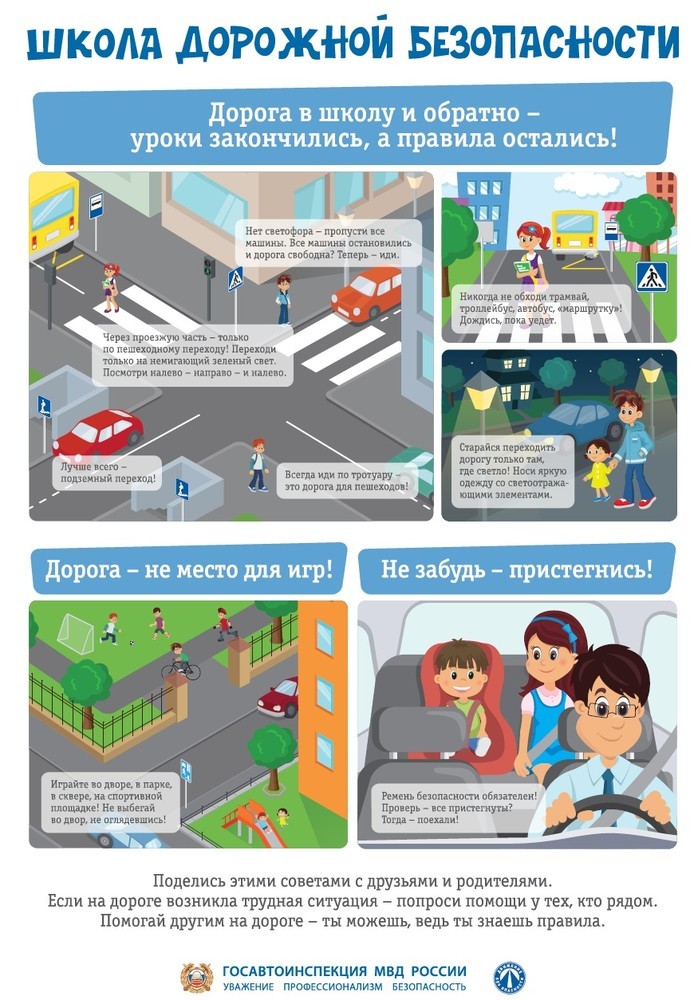 ШКОЛА ДОРОЖНОЙ БЕЗОПАСНОСТИ
Дорога в школу и обратно –
уроки закончились, а правила остались!
Нет светофора – пропусти все
машины. Все машины остановились
и дорога свободна? Теперь – иди.
Через проезжую часть – только
по пешеходному переходу! Переходи
только на немигающий зеленый свет.
Посмотри налево – направо – и налево.
Лучше всего –
подземный переход!
Всегда иди по тротуару –
это дорога для пешеходов!
Никогда не обходи трамвай,
троллейбус, автобус, «маршрутку»!
Дождись, пока уедет.
Старайся переходить
дорогу только там,
где светло! Носи яркую
одежду со светоотража-
ющими элементами.
Дорога – не место для игр!
Играйте во дворе, в парке,
в сквере, на спортивной
площадке! Не выбегай
во двор, не оглядевшись!
Не забудь – пристегнись!
Ремень безопасности обязателен!
Проверь – все пристегнуты?
Тогда – поехали!
Поделись этими советами с друзьями и родителями.
Если на дороге возникла трудная ситуация – попроси помощи у тех, кто рядом.
Помогай другим на дороге – ты можешь, ведь ты знаешь правила.
ГОСАВТОИНСПЕКЦИЯ МВД РОССИИ
УВАЖЕНИЕ ПРОФЕССИОНАЛИЗМ БЕЗОПАСНОСТЬ